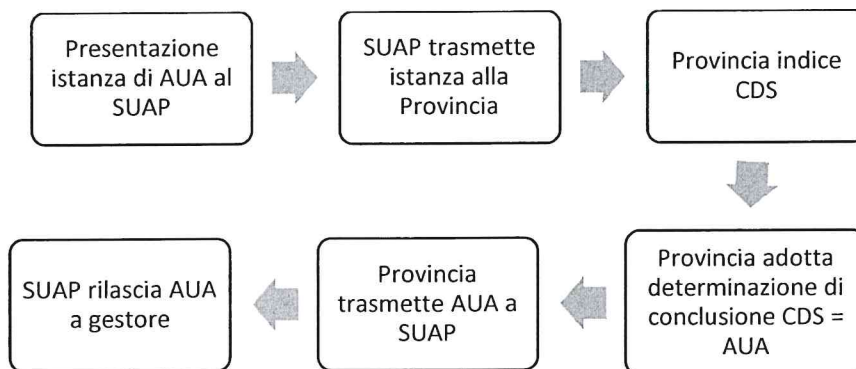 Presentazione
istanza di AUA al
SUAP
SUAP trasmette
istanza alla
Provincia
Provincia indice
CDS
Provincia adotta
determinazione di
conclusione CDS =
AUA
Provincia
trasmette AUA a
SUAP
SUAP rilascia AUA
a gestore